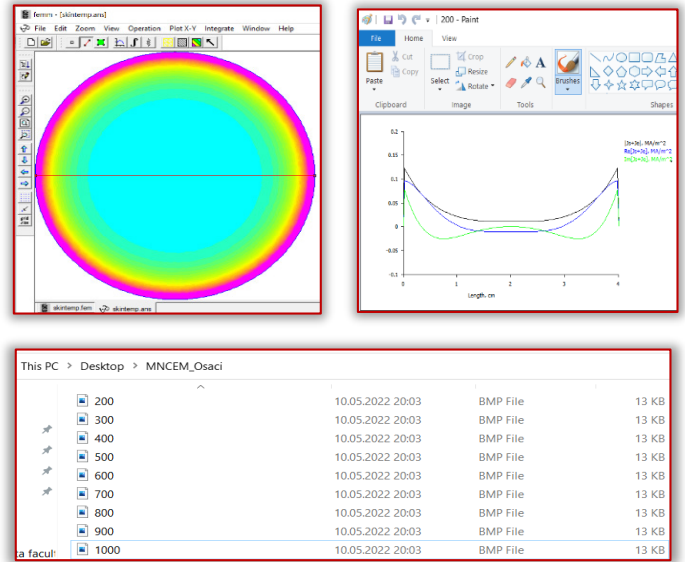 femm - [skintemp.ans]
File Edit Zoom View Operation Plot X-Y Integrate Window Help
skintemp.fem skintemp.ans
200 - Paint
File Home View
Paste
Cut
Copy
Clipboard
Select
Crop
Resize
Rotate
Image
A
Tools
Brushes
Shapes
0.2
0.15
0.1
0.05
0
-0.05
-0.1
0 1 2 3 4
Length, cm
|Js+Je|, MA/m^2
Re[Js+Je], MA/m^2
Im[Js+Je], MA/m^2
This PC > Desktop > MNCEM_Osaci
200 10.05.2022 20:03 BMP File 13 KB
300 10.05.2022 20:03 BMP File 13 KB
400 10.05.2022 20:03 BMP File 13 KB
500 10.05.2022 20:03 BMP File 13 KB
600 10.05.2022 20:03 BMP File 13 KB
700 10.05.2022 20:03 BMP File 13 KB
800 10.05.2022 20:03 BMP File 13 KB
900 10.05.2022 20:03 BMP File 13 KB
1000 10.05.2022 20:03 BMP File 13 KB
ta facul